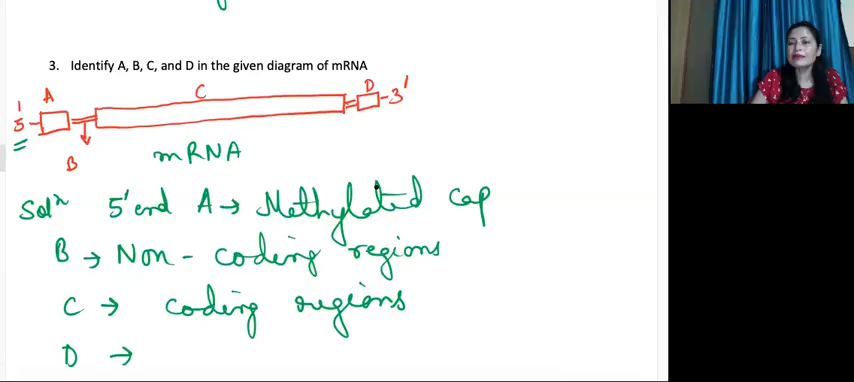 3. Identify A, B, C, and D in the given diagram of mRNA
A
C
D
5'
3'
B
mRNA
Solⁿ 5' end A → Methylated cap
B → Non - coding regions
C → coding regions
D →